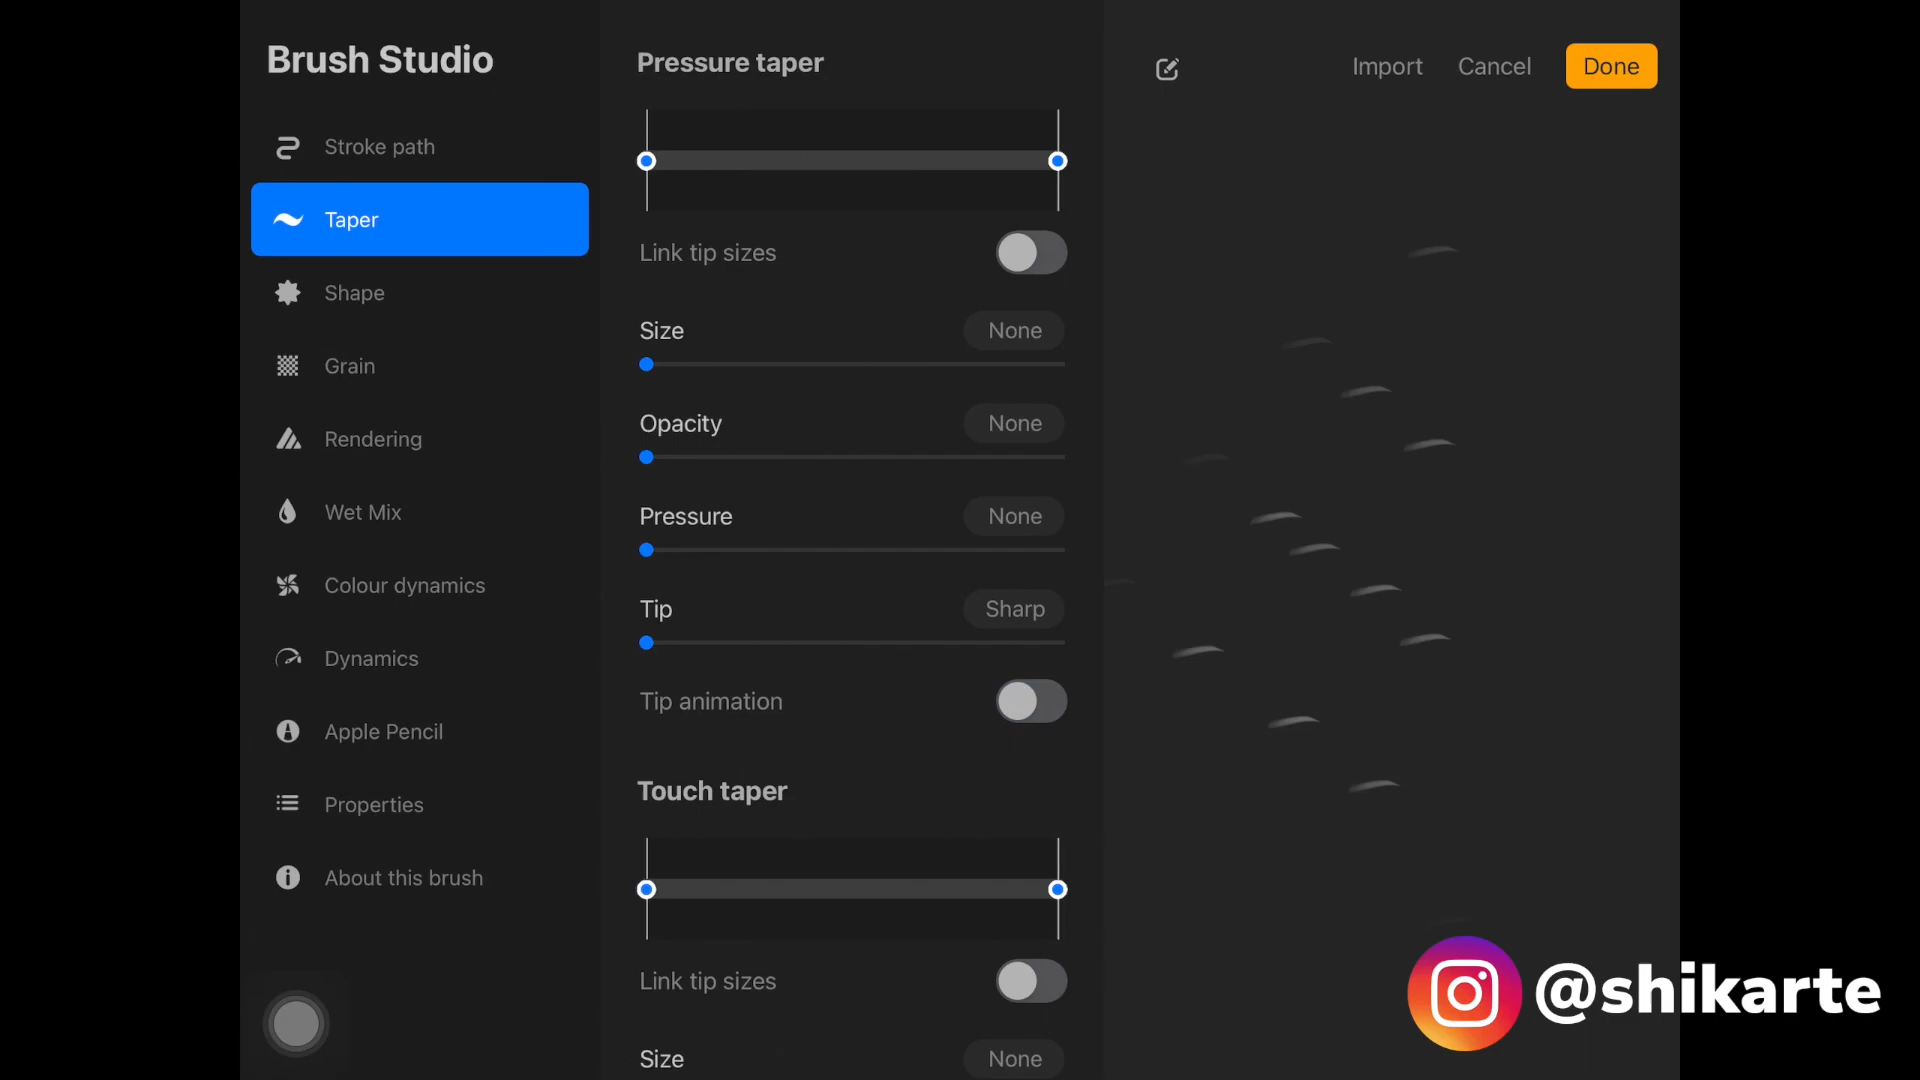 Brush Studio
Stroke path
Taper
Shape
Grain
Rendering
Wet Mix
Colour dynamics
Dynamics
Apple Pencil
Properties
About this brush
Pressure taper
Link tip sizes
Size None
Opacity None
Pressure None
Tip Sharp
Tip animation
Touch taper
Link tip sizes
Size None
Import Cancel Done
@shikarte